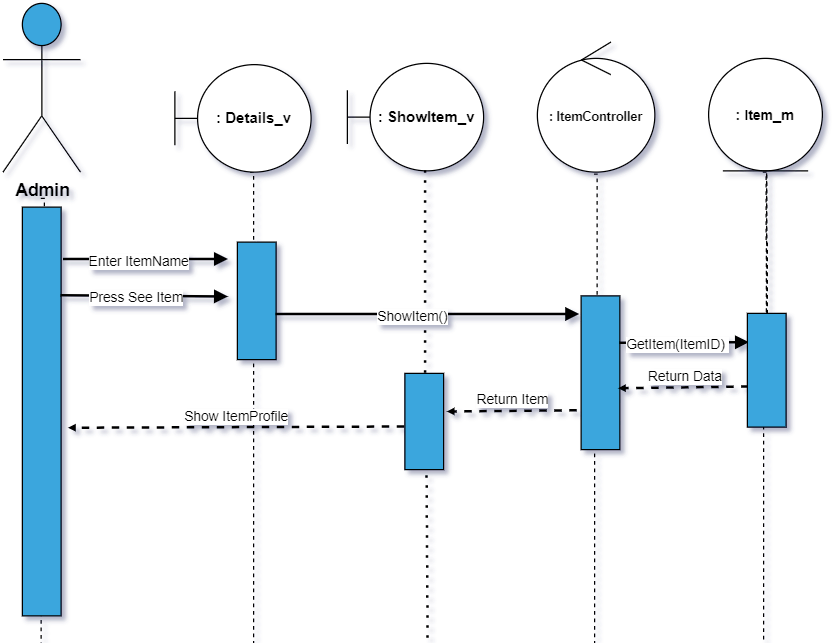 : Details_v
: ShowItem_v
: ItemController
: Item_m
Admin
Enter ItemName
Press See Item
ShowItem()
GetItem(ItemID)
Return Data
Return Item
Show ItemProfile